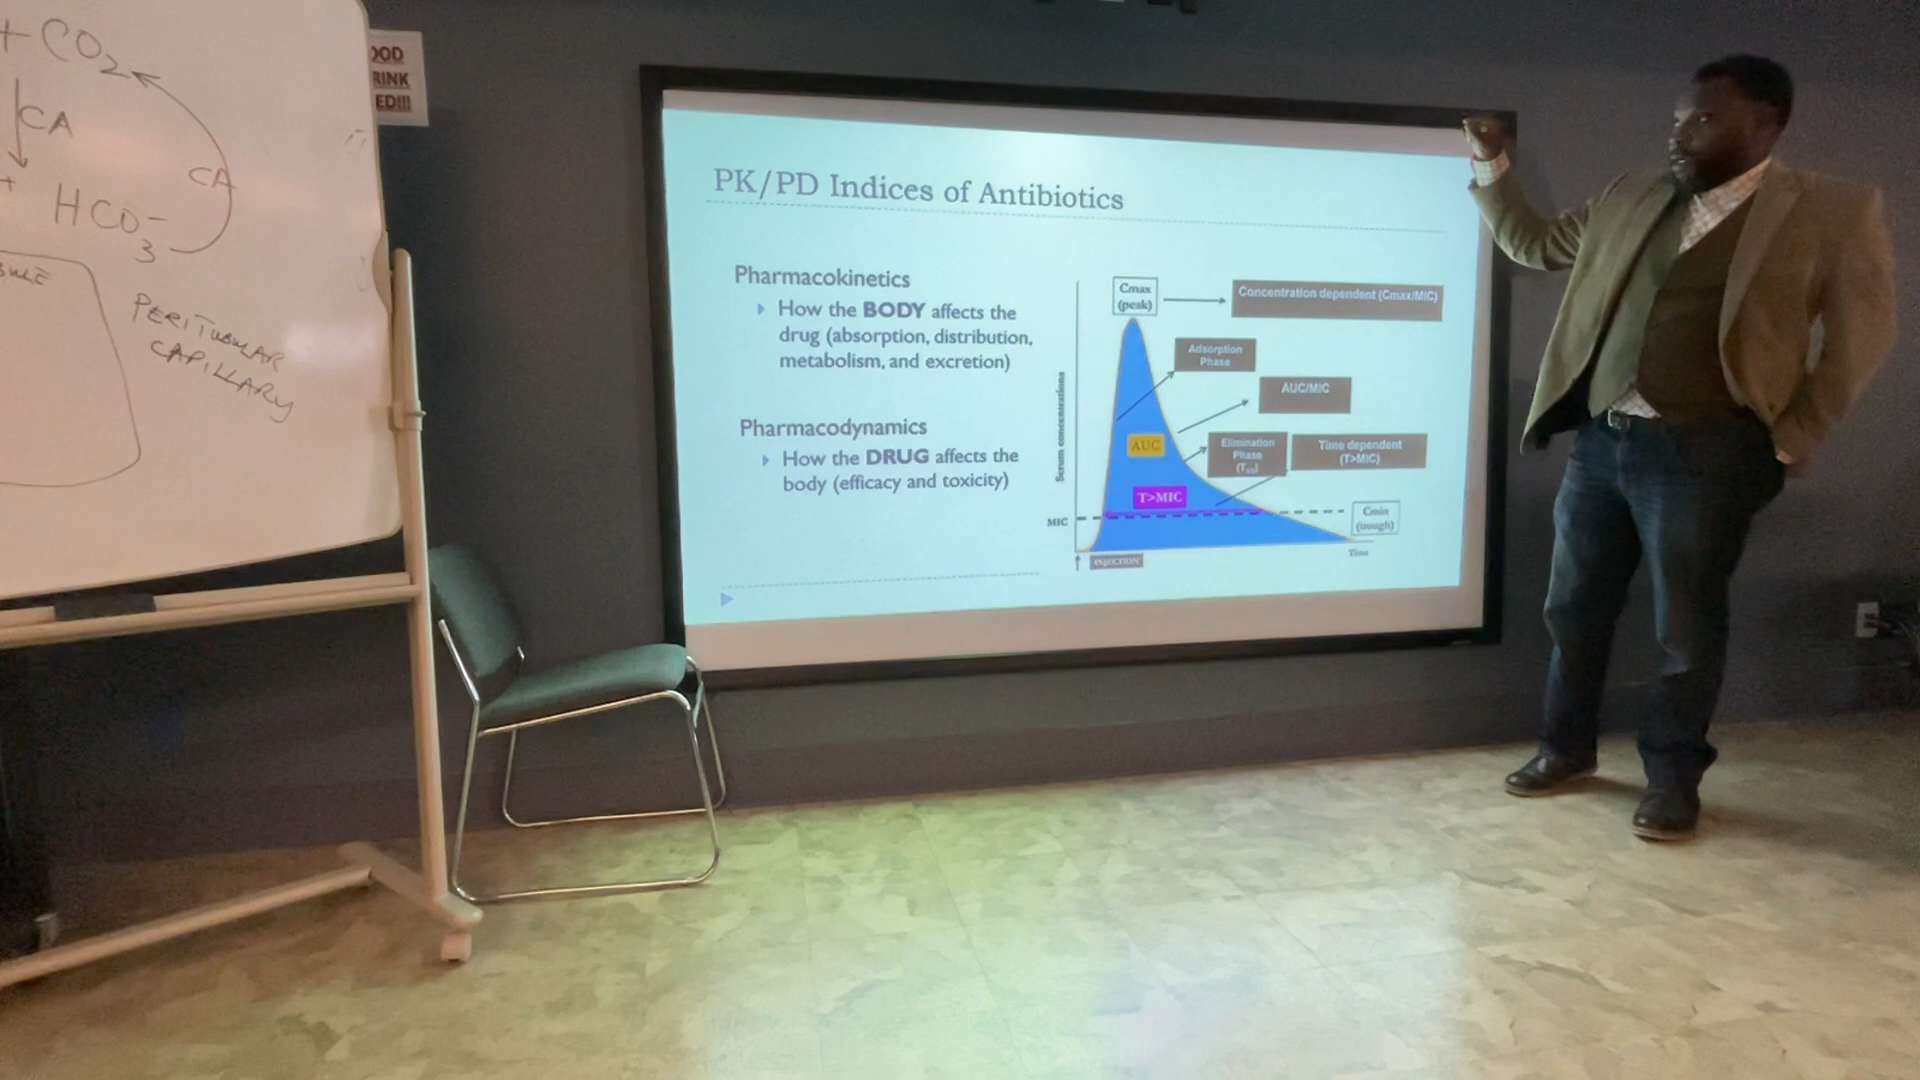 + CO2
CA
CA
+ HCO3-
PERITUBULAR
CAPILLARY
OOD
RINK
ED!!!
PK/PD Indices of Antibiotics
Pharmacokinetics
How the BODY affects the
drug (absorption, distribution,
metabolism, and excretion)
Pharmacodynamics
How the DRUG affects the
body (efficacy and toxicity)
Cmax
(peak)
Concentration dependent (Cmax/MIC)
Adsorption
Phase
AUC/MIC
AUC
Elimination
Phase
Time dependent
(T>MIC)
T>MIC
Serum concentrations
MIC
Cmin
(trough)
Time
INJECTION